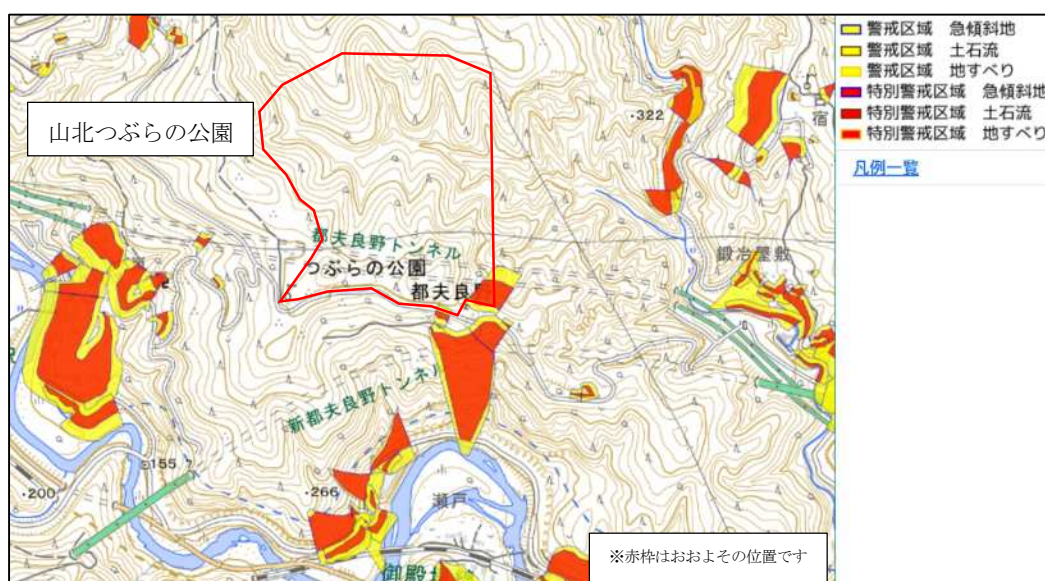 山北つぶらの公園
都夫良野トンネル
つぶらの公園
都夫良野
新都夫良野トンネル
・322
宿
鍛冶屋敷
155
・200
・266
瀬戸
御殿
※赤枠はおおよその位置です
警戒区域 急傾斜地
警戒区域 土石流
警戒区域 地すべり
特別警戒区域 急傾斜地
特別警戒区域 土石流
特別警戒区域 地すべり
凡例一覧